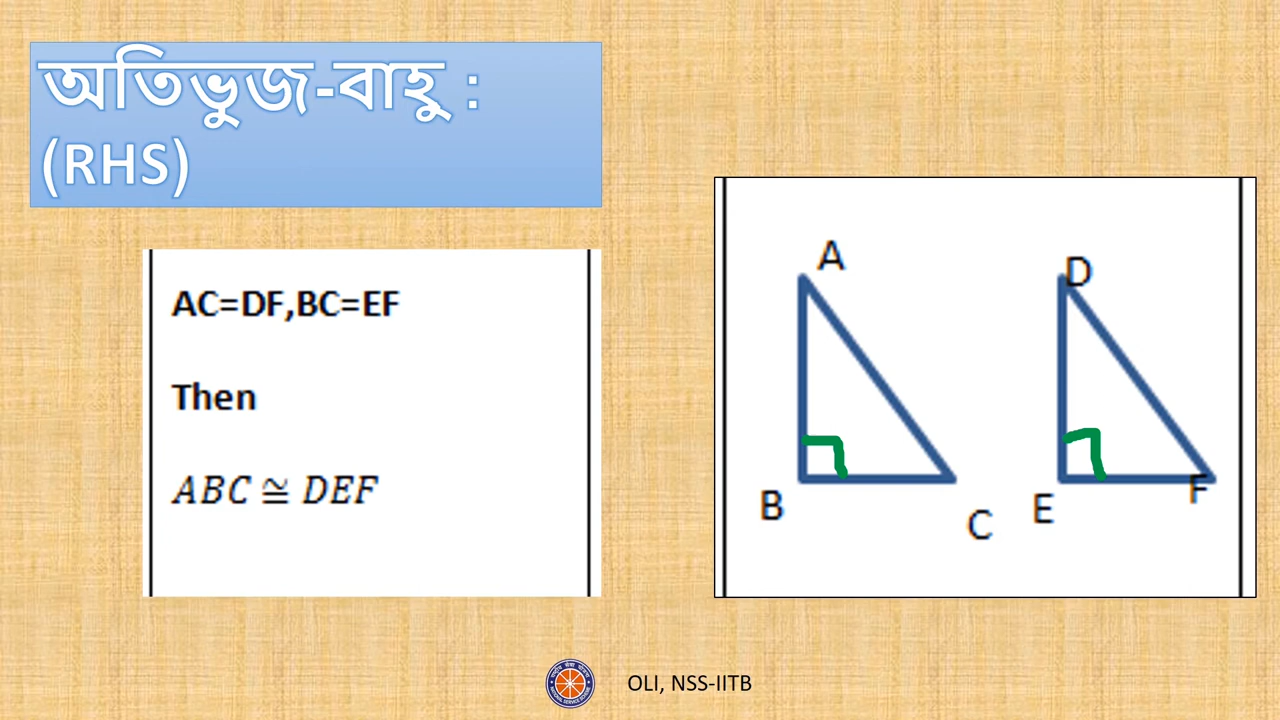 অতিভুজ-বাহু :
(RHS)
AC=DF,BC=EF
Then
ABC ≅ DEF
A
B
C
D
E
F
OLI, NSS-IITB